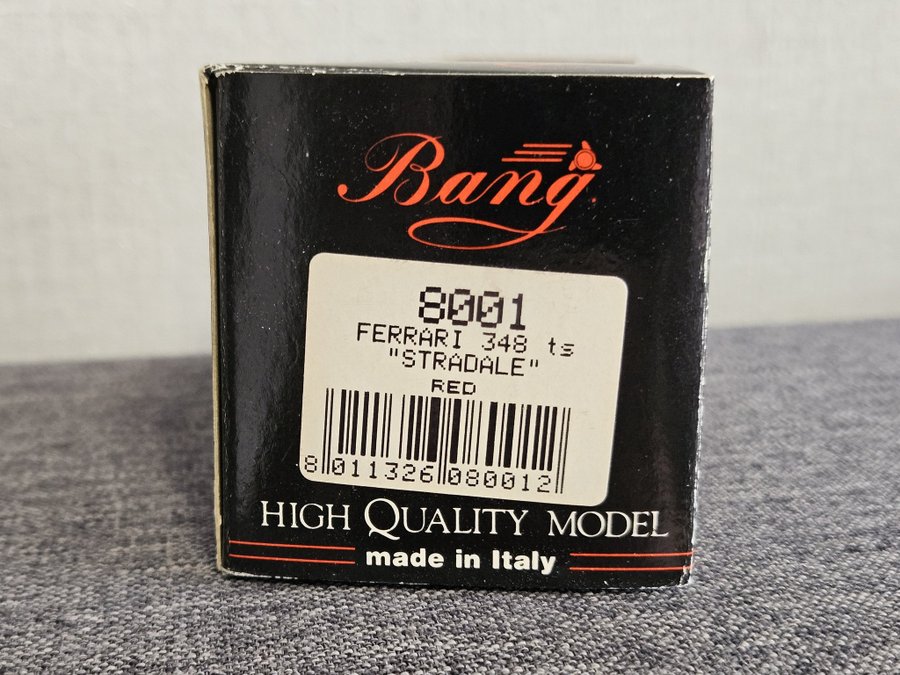 Bang.
8001
FERRARI 348 ts
"STRADALE"
RED
8 011326 080012
HIGH QUALITY MODEL
made in Italy